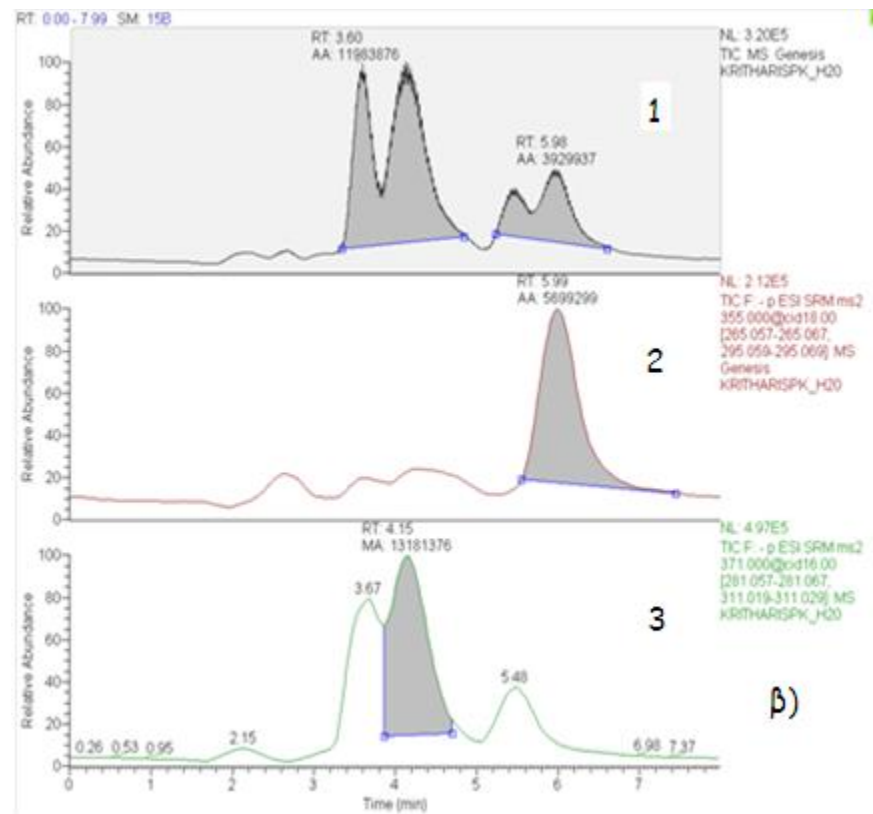 RT: 0.00 - 7.99 SM: 15B
RT: 3.60
AA: 11983876
RT: 5.98
AA: 3929937
1
NL: 3.20E5
TIC MS Genesis
KRITHARISPK_H20
100
80
60
40
20
0
Relative Abundance
RT: 5.99
AA: 5699299
2
NL: 2.12E5
TIC F: - p ESI SRM ms2
355.000@cid18.00
[265.057-265.067,
295.059-295.069] MS
Genesis
KRITHARISPK_H20
100
80
60
40
20
0
Relative Abundance
RT: 4.15
MA: 13181376
3.67
5.48
0.26 0.53 0.95 2.15 6.98 7.37
3
NL: 4.97E5
TIC F: - p ESI SRM ms2
371.000@cid16.00
[281.057-281.067,
311.019-311.029] MS
KRITHARISPK_H20
β)
100
80
60
40
20
0
Relative Abundance
0 1 2 3 4 5 6 7
Time (min)